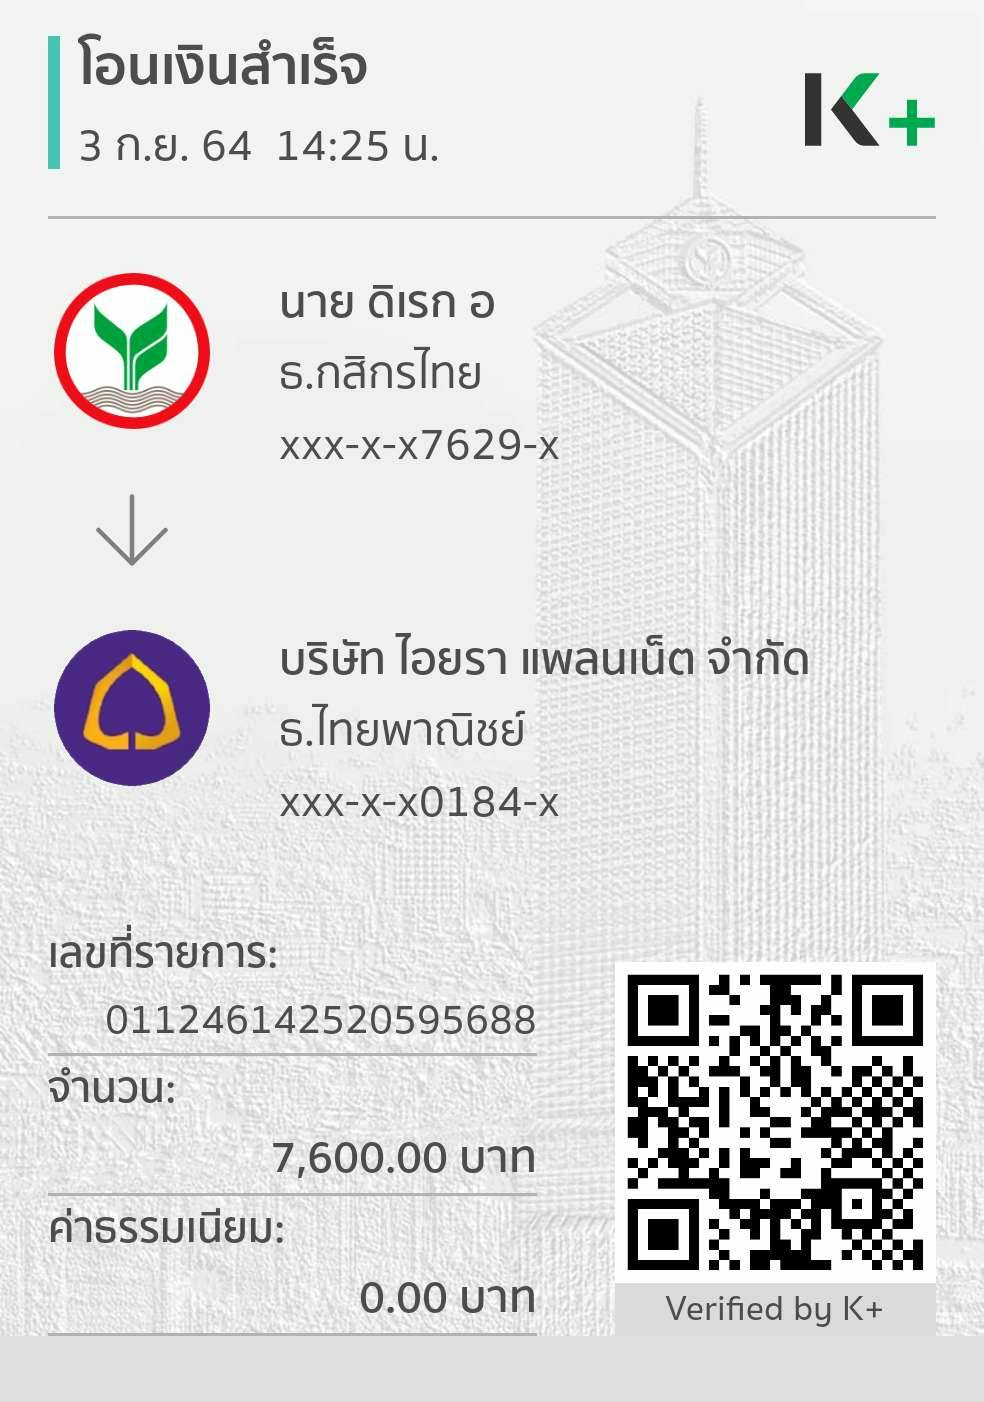 โอนเงินสำเร็จ
3 ก.ย. 64 14:25 น.
K+
นาย ดิเรก อ
ธ.กสิกรไทย
xxx-x-x7629-x
บริษัท ไอยรา แพลนเน็ต จำกัด
ธ.ไทยพาณิชย์
xxx-x-x0184-x
เลขที่รายการ:
011246142520595688
จำนวน:
7,600.00 บาท
ค่าธรรมเนียม:
0.00 บาท
Verified by K+